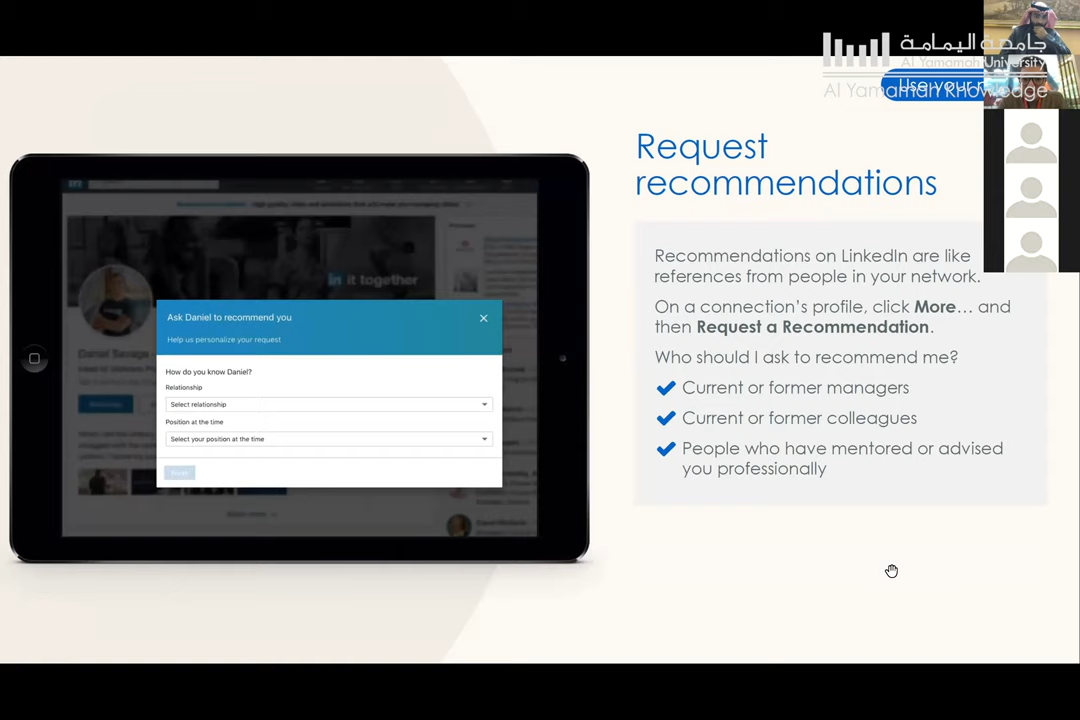 جامعة اليمامة
Al Yamamah University
Al Yamamah Knowledge
Use your
Request
recommendations
Recommendations on LinkedIn are like
references from people in your network.
On a connection’s profile, click More… and
then Request a Recommendation.
Who should I ask to recommend me?
Current or former managers
Current or former colleagues
People who have mentored or advised
you professionally
in it together
Ask Daniel to recommend you
Help us personalize your request
How do you know Daniel?
Relationship
Select relationship
Position at the time
Select your position at the time